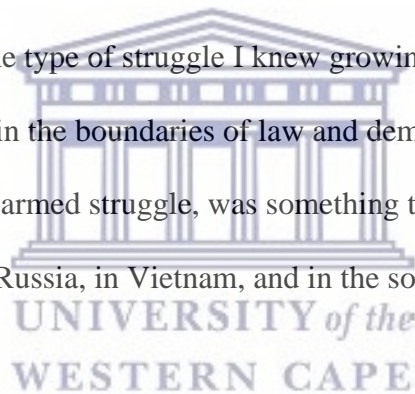 e type of struggle I knew growin
in the boundaries of law and dem
armed struggle, was something t
Russia, in Vietnam, and in the so
UNIVERSITY of the
WESTERN CAPE